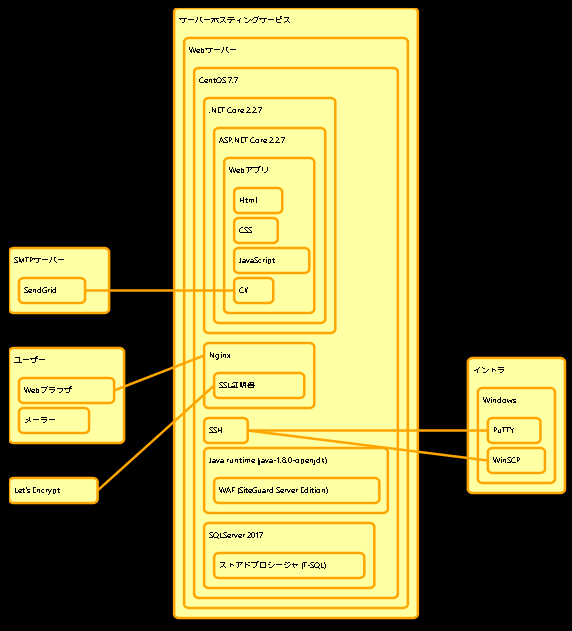 サーバーホスティングサービス
Webサーバー
CentOS 7.7
.NET Core 2.2.7
ASP.NET Core 2.2.7
Webアプリ
Html
CSS
JavaScript
C#
SMTPサーバー
SendGrid
ユーザー
Webブラウザ
メーラー
Let's Encrypt
Nginx
SSL証明書
SSH
Java runtime (java-1.8.0-openjdk)
WAF (SiteGuard Server Edition)
SQLServer 2017
ストアドプロシージャ (T-SQL)
イントラ
Windows
PuTTY
WinSCP